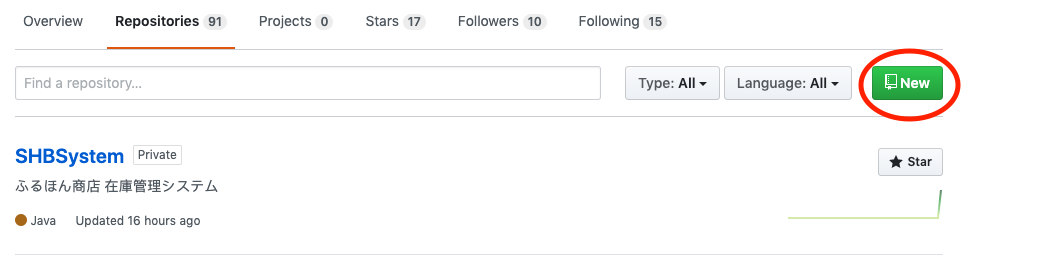 Overview Repositories 91 Projects 0 Stars 17 Followers 10 Following 15
Find a repository... Type: All Language: All New
SHBSystem Private Star
ふるほん商店 在庫管理システム
Java Updated 16 hours ago